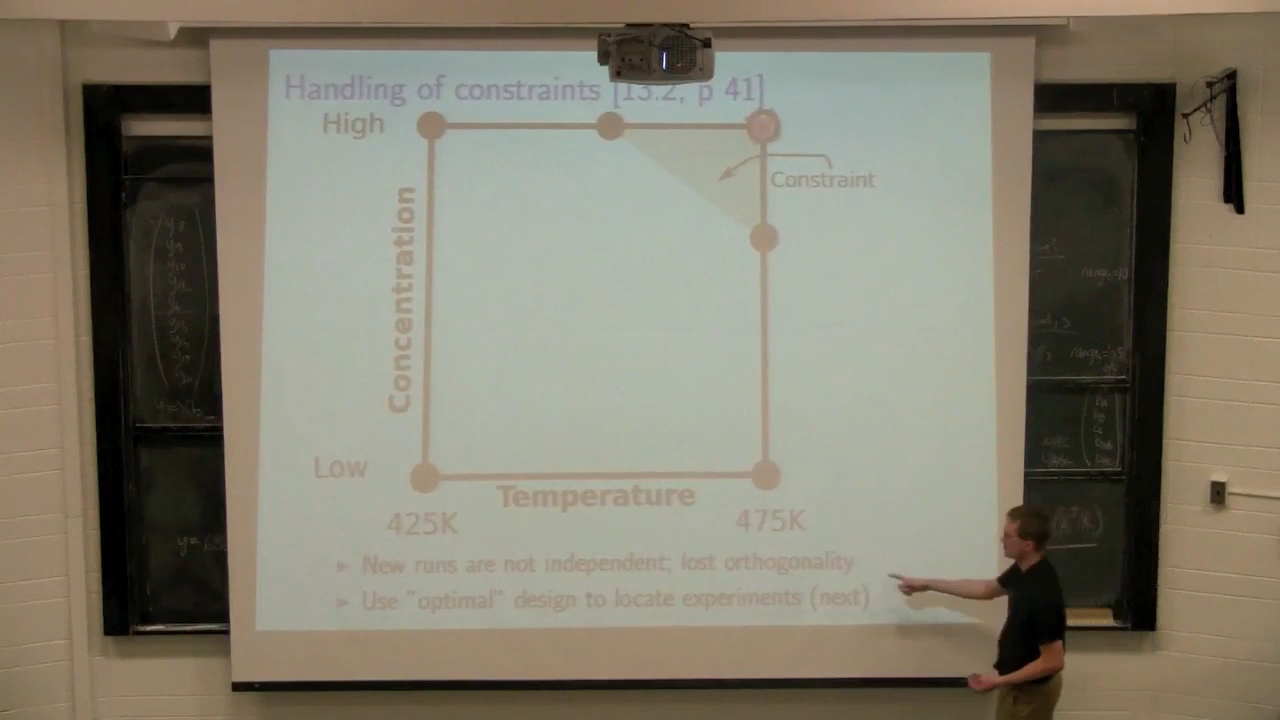 Handling of constraints [13.2, p 41]
High
Constraint
Concentration
Low
Temperature
425K
475K
► New runs are not independent; lost orthogonality
► Use "optimal" design to locate experiments (next)